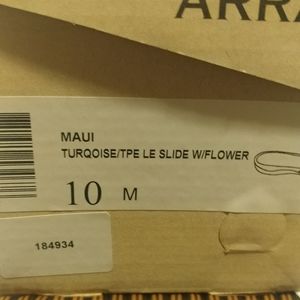 ARRA
MAUI
TURQOISE/TPE LE SLIDE W/FLOWER
10 M
184934